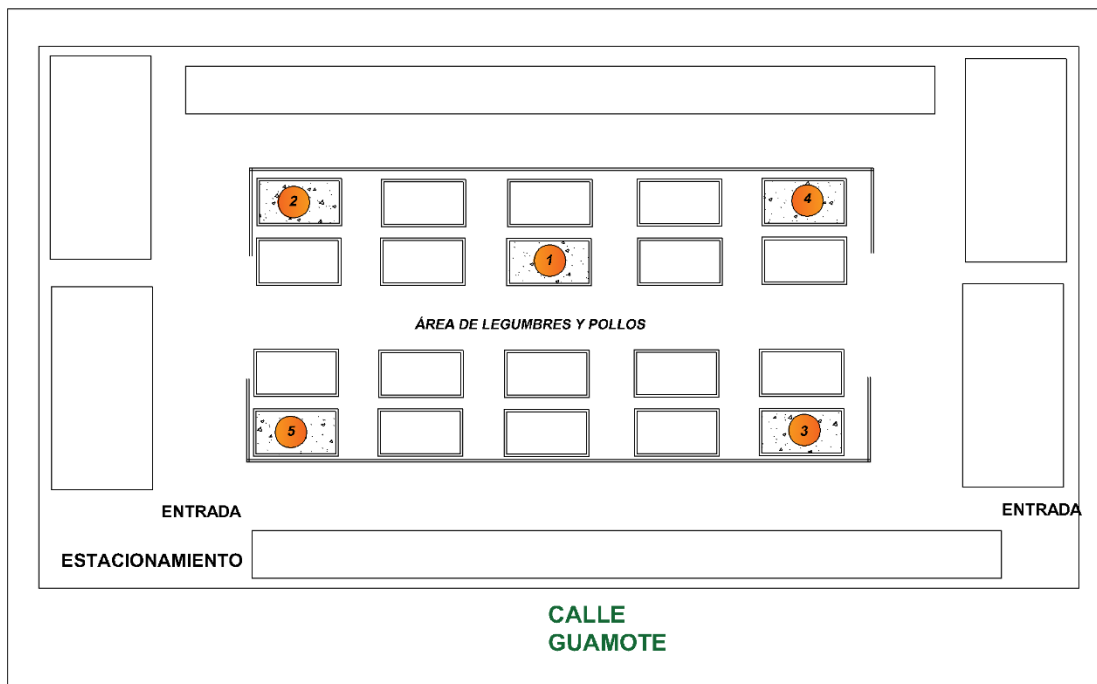 2
4
1
ÁREA DE LEGUMBRES Y POLLOS
5
3
ENTRADA
ENTRADA
ESTACIONAMIENTO
CALLE
GUAMOTE